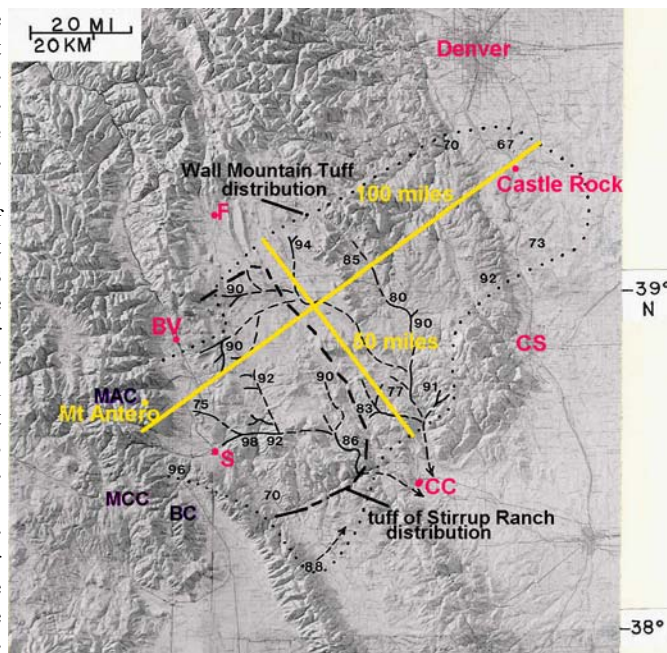 20 MI
20 KM
Denver
70
67
Wall Mountain Tuff
distribution
Castle Rock
100 miles
F
94
85
73
92
90
80
39°
N
90
BV
50 miles
CS
90
92
90
77
91
MAC
Mt Antero
75
83
98
92
86
S
96
CC
MCC
BC
70
tuff of Stirrup Ranch
distribution
88
38°